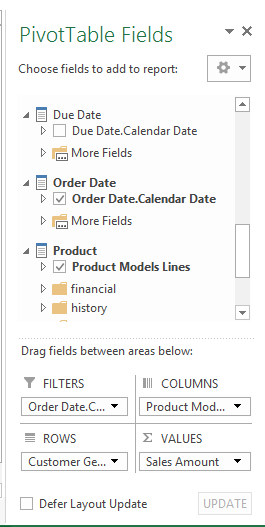 PivotTable Fields
Choose fields to add to report:
Due Date
Due Date.Calendar Date
More Fields
Order Date
Order Date.Calendar Date
More Fields
Product
Product Models Lines
financial
history
Drag fields between areas below:
FILTERS
COLUMNS
Order Date.C...
Product Mod...
ROWS
Σ VALUES
Customer Ge...
Sales Amount
Defer Layout Update
UPDATE